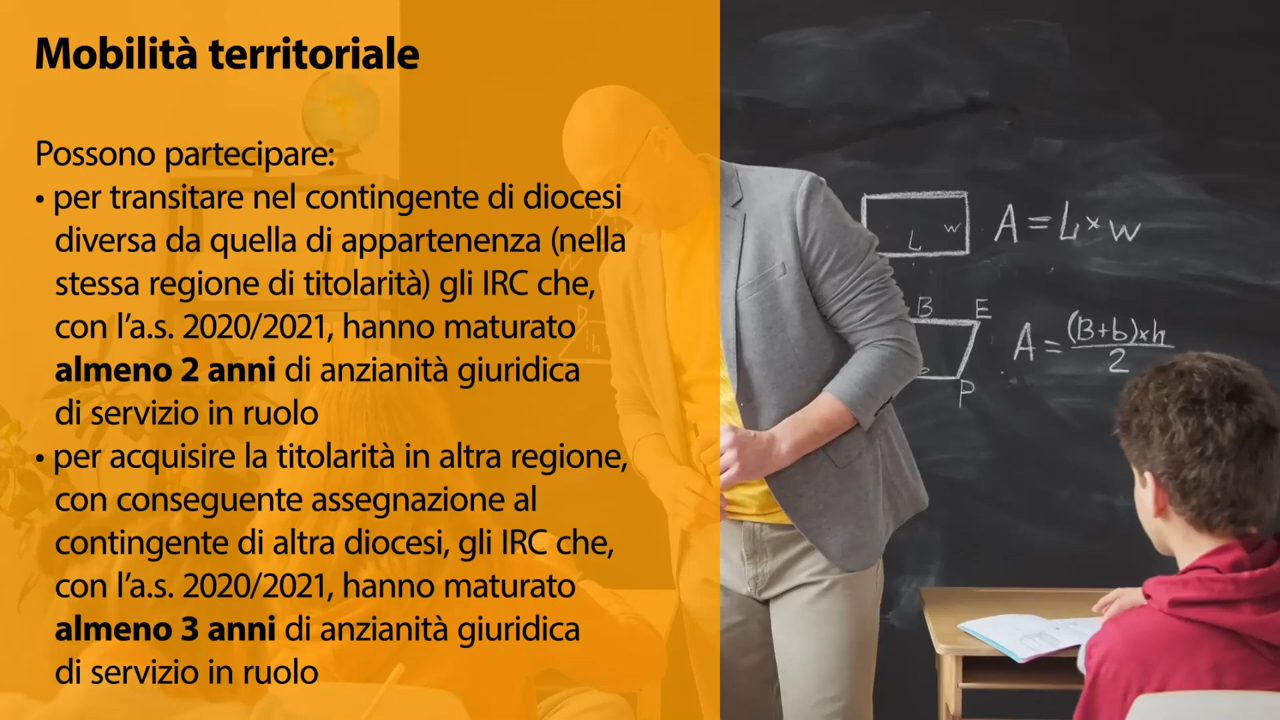 Mobilità territoriale
Possono partecipare:
• per transitare nel contingente di diocesi
diversa da quella di appartenenza (nella
stessa regione di titolarità) gli IRC che,
con l’a.s. 2020/2021, hanno maturato
almeno 2 anni di anzianità giuridica
di servizio in ruolo
• per acquisire la titolarità in altra regione,
con conseguente assegnazione al
contingente di altra diocesi, gli IRC che,
con l’a.s. 2020/2021, hanno maturato
almeno 3 anni di anzianità giuridica
di servizio in ruolo
L w A = L × w
B E
A = (B+b)×h
2
P